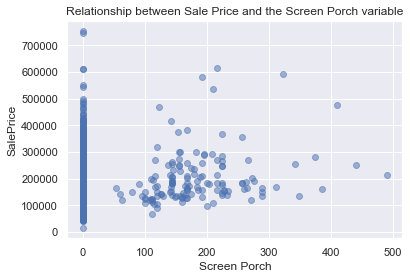 Relationship between Sale Price and the Screen Porch variable
700000
600000
500000
400000
300000
200000
100000
0
SalePrice
0 100 200 300 400 500
Screen Porch